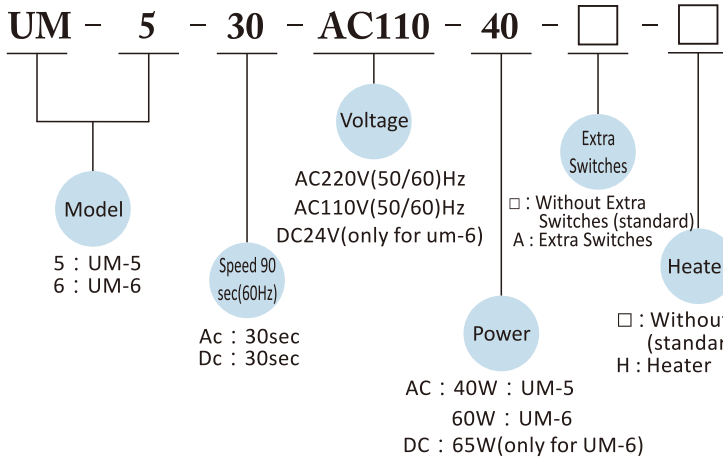 UM - 5 - 30 - AC110 - 40 - □ - □
Model
5 : UM-5
6 : UM-6
Speed 90
sec(60Hz)
Ac : 30sec
Dc : 30sec
Voltage
AC220V(50/60)Hz
AC110V(50/60)Hz
DC24V(only for um-6)
Power
AC : 40W : UM-5
60W : UM-6
DC : 65W(only for UM-6)
Extra
Switches
□ : Without Extra
Switches (standard)
A : Extra Switches
Heate
□ : Without
(standar
H : Heater